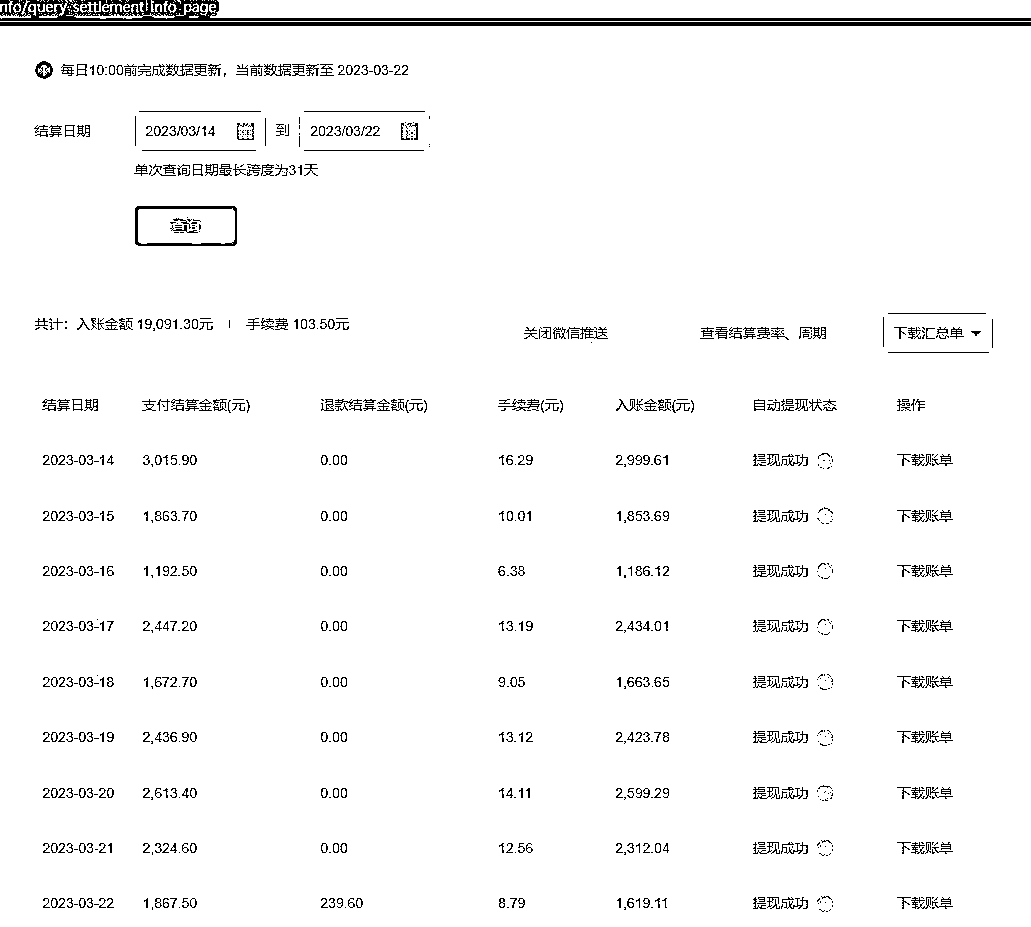 nfo/query_settlement_info_page
每日10:00前完成数据更新，当前数据更新至 2023-03-22
结算日期 2023/03/14 到 2023/03/22
单次查询日期最长跨度为31天
查询
共计：入账金额 19,091.30元 | 手续费 103.50元 关闭微信推送 查看结算费率、周期 下载汇总单
结算日期 支付结算金额(元) 退款结算金额(元) 手续费(元) 入账金额(元) 自动提现状态 操作
2023-03-14 3,015.90 0.00 16.29 2,999.61 提现成功 下载账单
2023-03-15 1,863.70 0.00 10.01 1,853.69 提现成功 下载账单
2023-03-16 1,192.50 0.00 6.38 1,186.12 提现成功 下载账单
2023-03-17 2,447.20 0.00 13.19 2,434.01 提现成功 下载账单
2023-03-18 1,672.70 0.00 9.05 1,663.65 提现成功 下载账单
2023-03-19 2,436.90 0.00 13.12 2,423.78 提现成功 下载账单
2023-03-20 2,613.40 0.00 14.11 2,599.29 提现成功 下载账单
2023-03-21 2,324.60 0.00 12.56 2,312.04 提现成功 下载账单
2023-03-22 1,867.50 239.60 8.79 1,619.11 提现成功 下载账单